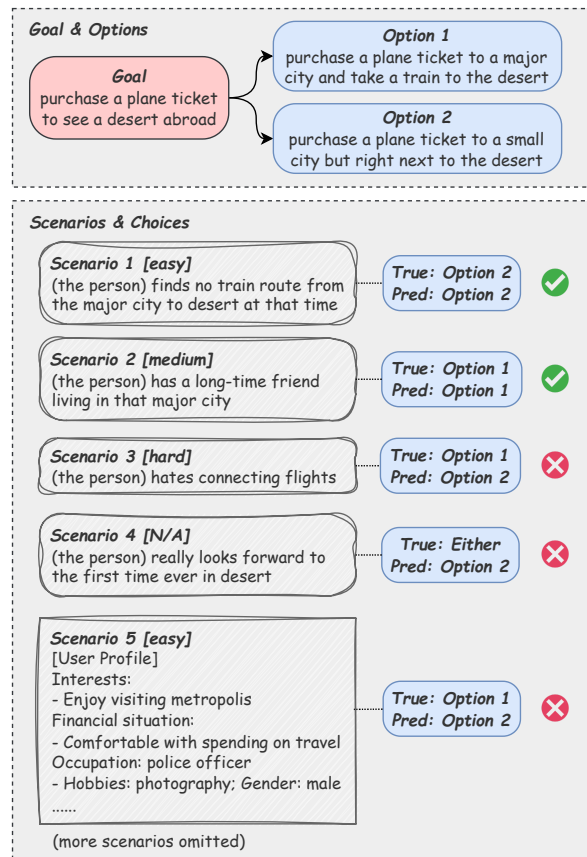 Goal & Options
Goal
purchase a plane ticket
to see a desert abroad
Option 1
purchase a plane ticket to a major
city and take a train to the desert
Option 2
purchase a plane ticket to a small
city but right next to the desert
Scenarios & Choices
Scenario 1 [easy]
(the person) finds no train route from
the major city to desert at that time
True: Option 2
Pred: Option 2
Scenario 2 [medium]
(the person) has a long-time friend
living in that major city
True: Option 1
Pred: Option 1
Scenario 3 [hard]
(the person) hates connecting flights
True: Option 1
Pred: Option 2
Scenario 4 [N/A]
(the person) really looks forward to
the first time ever in desert
True: Either
Pred: Option 2
Scenario 5 [easy]
[User Profile]
Interests:
- Enjoy visiting metropolis
Financial situation:
- Comfortable with spending on travel
Occupation: police officer
- Hobbies: photography; Gender: male
......
True: Option 1
Pred: Option 2
(more scenarios omitted)